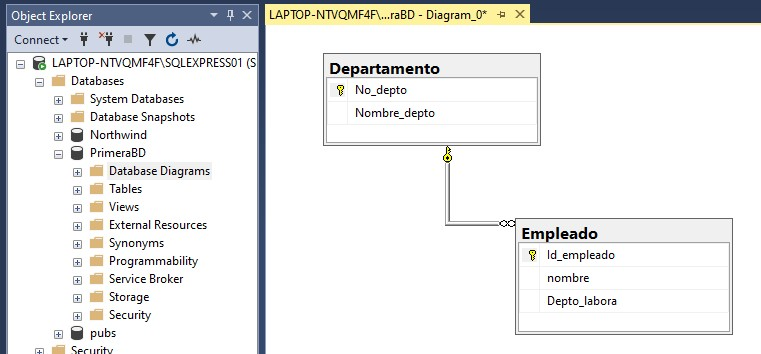 Object Explorer
Connect
LAPTOP-NTVQMF4F\SQLEXPRESS01 (S
Databases
System Databases
Database Snapshots
Northwind
PrimeraBD
Database Diagrams
Tables
Views
External Resources
Synonyms
Programmability
Service Broker
Storage
Security
pubs
Security
LAPTOP-NTVQMF4F\...raBD - Diagram_0*
Departamento
No_depto
Nombre_depto
Empleado
Id_empleado
nombre
Depto_labora